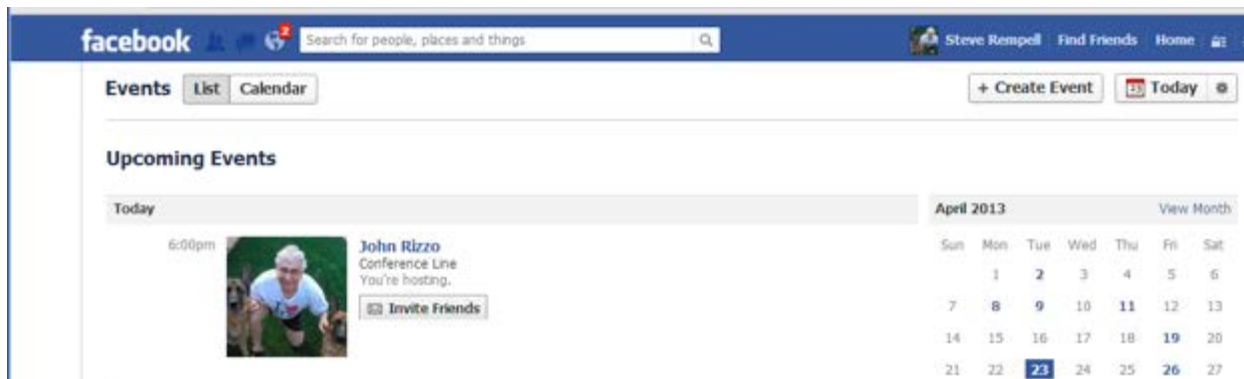 facebook 2 Search for people, places and things Steve Rempell Find Friends Home
Events List Calendar + Create Event 23 Today
Upcoming Events
Today
6:00pm John Rizzo
Conference Line
You're hosting.
Invite Friends
April 2013 View Month
Sun Mon Tue Wed Thu Fri Sat
1 2 3 4 5 6
7 8 9 10 11 12 13
14 15 16 17 18 19 20
21 22 23 24 25 26 27